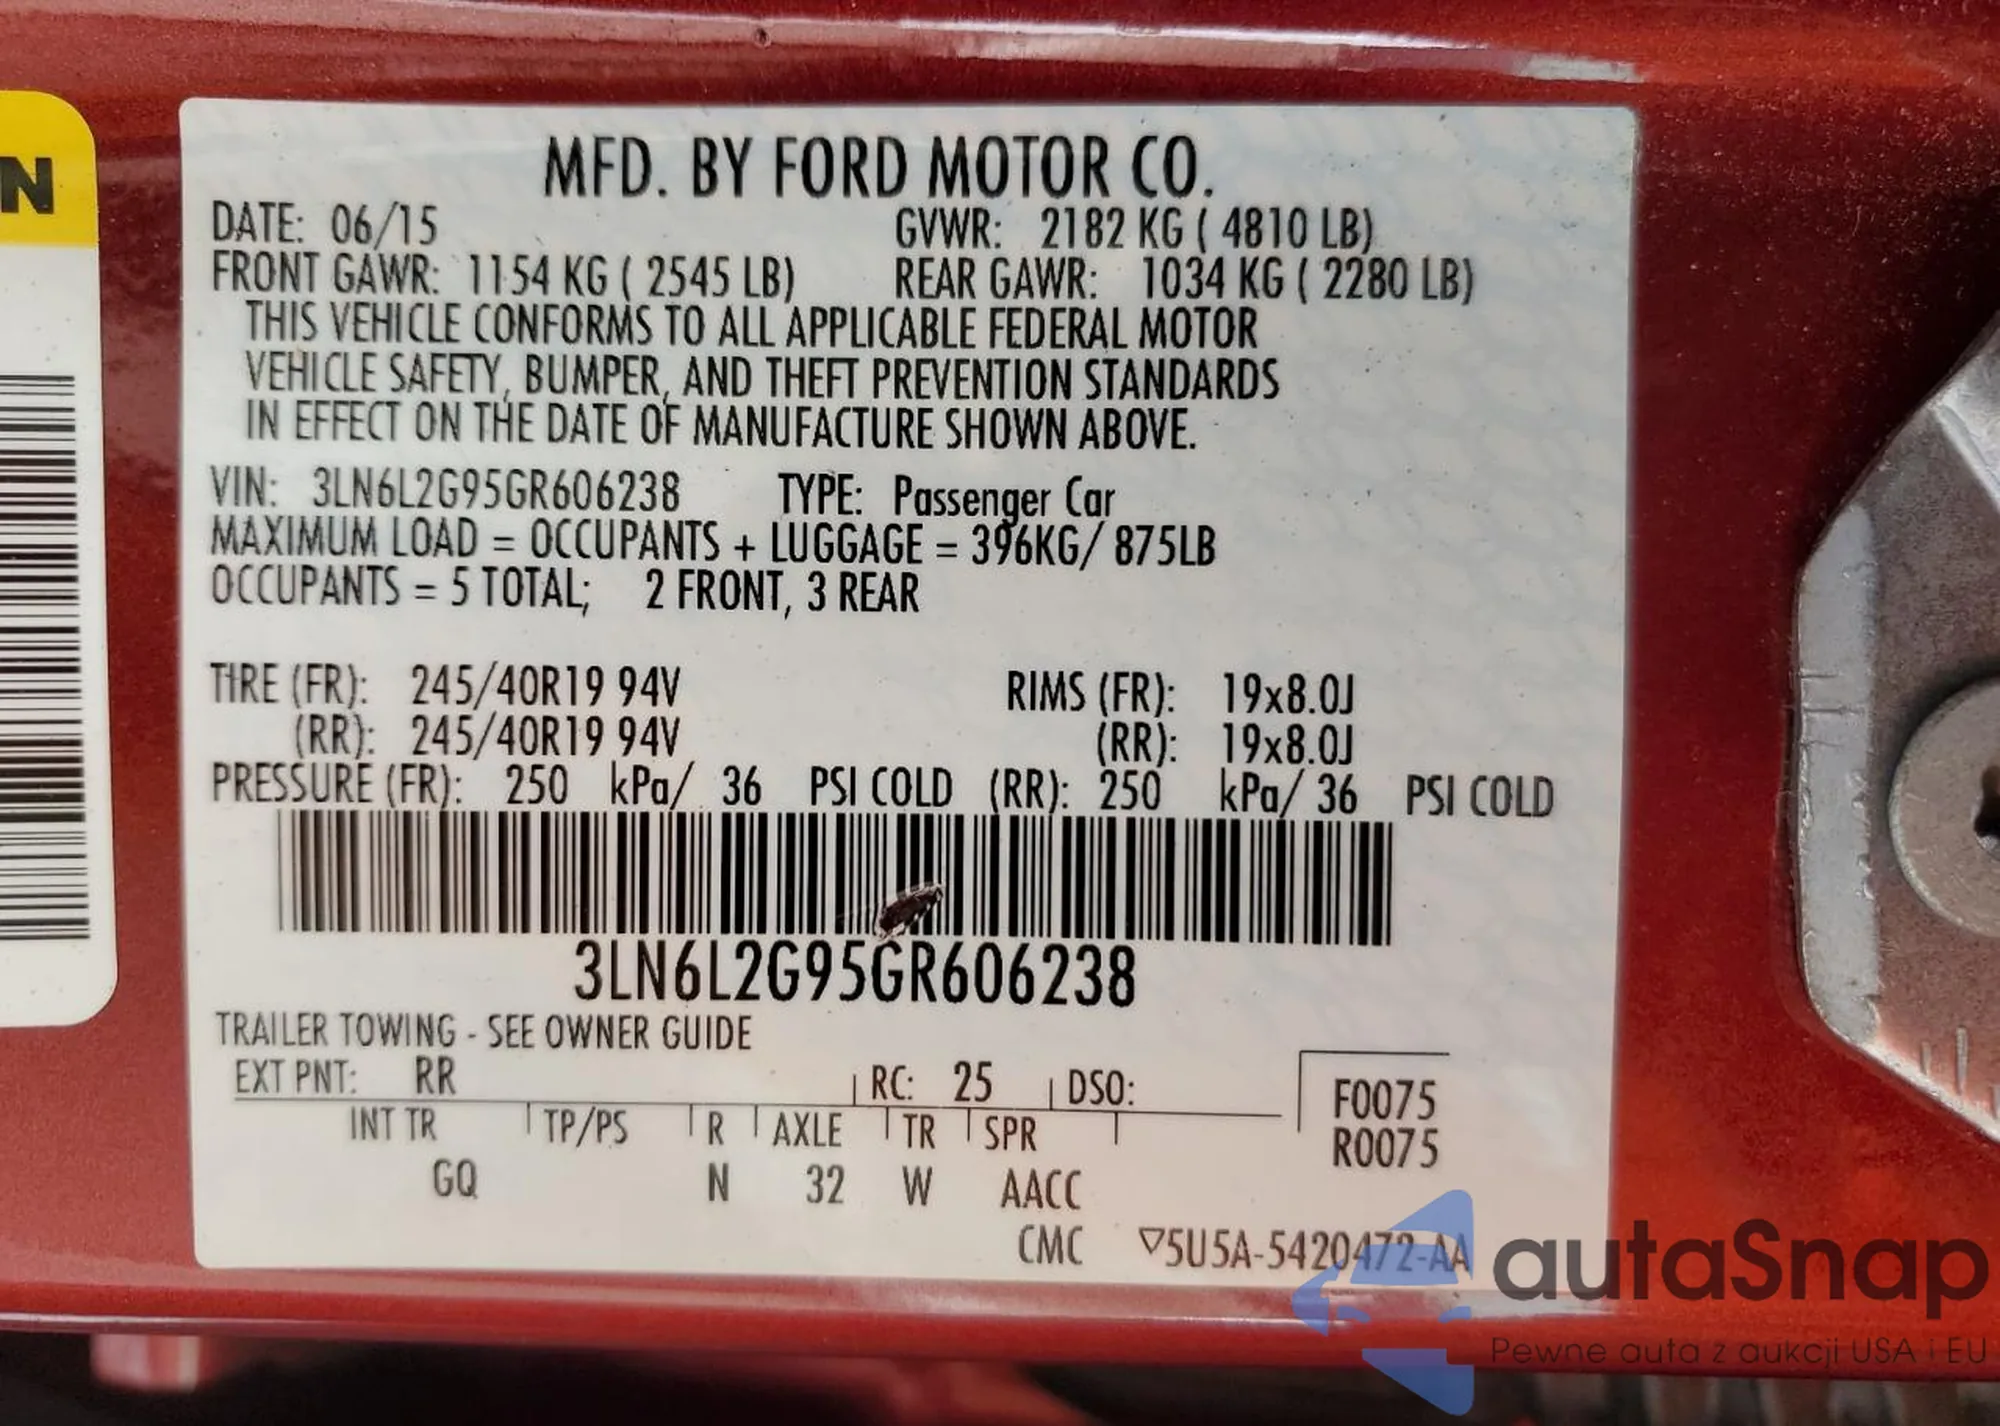 N
MFD. BY FORD MOTOR CO.
DATE: 06/15 GVWR: 2182 KG ( 4810 LB)
FRONT GAWR: 1154 KG ( 2545 LB) REAR GAWR: 1034 KG ( 2280 LB)
THIS VEHICLE CONFORMS TO ALL APPLICABLE FEDERAL MOTOR
VEHICLE SAFETY, BUMPER, AND THEFT PREVENTION STANDARDS
IN EFFECT ON THE DATE OF MANUFACTURE SHOWN ABOVE.
VIN: 3LN6L2G95GR606238 TYPE: Passenger Car
MAXIMUM LOAD = OCCUPANTS + LUGGAGE = 396KG/ 875LB
OCCUPANTS = 5 TOTAL; 2 FRONT, 3 REAR
TIRE (FR): 245/40R19 94V RIMS (FR): 19x8.0J
(RR): 245/40R19 94V (RR): 19x8.0J
PRESSURE (FR): 250 kPa/ 36 PSI COLD (RR): 250 kPa/ 36 PSI COLD
3LN6L2G95GR606238
TRAILER TOWING - SEE OWNER GUIDE
EXT PNT: RR RC: 25 DSO: F0075
INT TR TP/PS R AXLE TR SPR R0075
GQ N 32 W AACC
CMC ▽5U5A-5420472-AA
autaSnap
Pewne auta z aukcji USA i EU